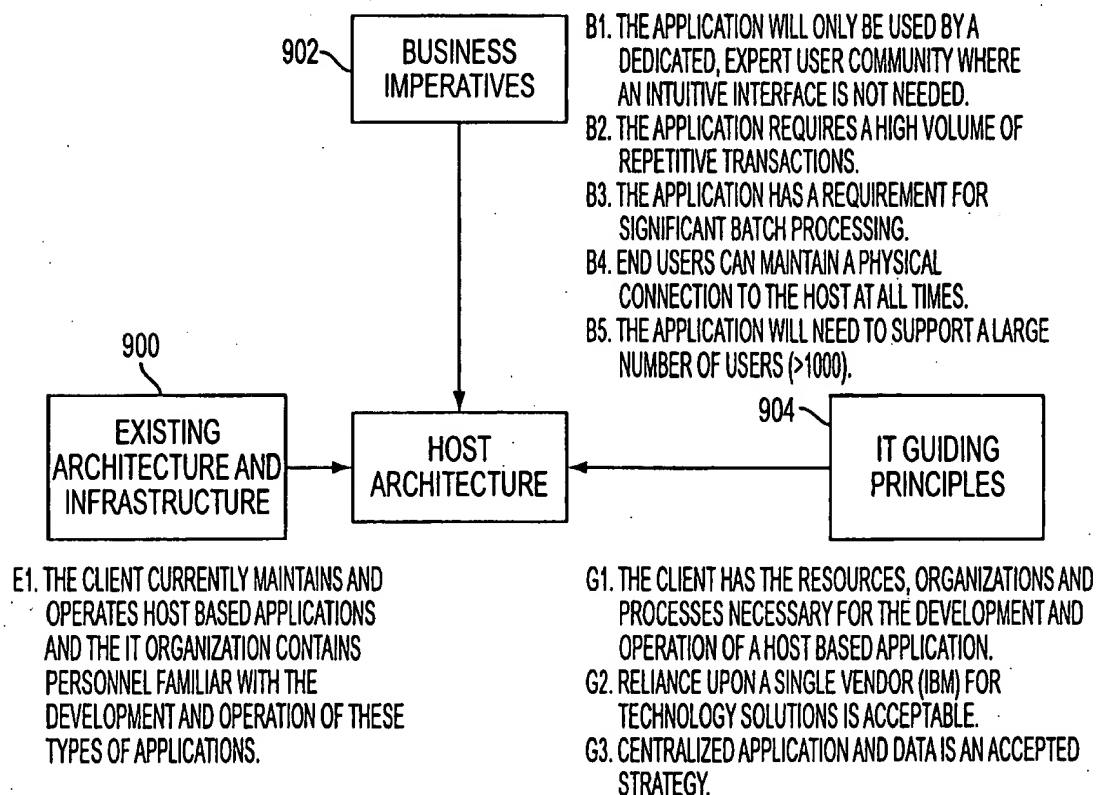 902
BUSINESS
IMPERATIVES
B1. THE APPLICATION WILL ONLY BE USED BY A
DEDICATED, EXPERT USER COMMUNITY WHERE
AN INTUITIVE INTERFACE IS NOT NEEDED.
B2. THE APPLICATION REQUIRES A HIGH VOLUME OF
REPETITIVE TRANSACTIONS.
B3. THE APPLICATION HAS A REQUIREMENT FOR
SIGNIFICANT BATCH PROCESSING.
B4. END USERS CAN MAINTAIN A PHYSICAL
CONNECTION TO THE HOST AT ALL TIMES.
B5. THE APPLICATION WILL NEED TO SUPPORT A LARGE
NUMBER OF USERS (>1000).
900
EXISTING
ARCHITECTURE AND
INFRASTRUCTURE
HOST
ARCHITECTURE
904
IT GUIDING
PRINCIPLES
E1. THE CLIENT CURRENTLY MAINTAINS AND
OPERATES HOST BASED APPLICATIONS
AND THE IT ORGANIZATION CONTAINS
PERSONNEL FAMILIAR WITH THE
DEVELOPMENT AND OPERATION OF THESE
TYPES OF APPLICATIONS.
G1. THE CLIENT HAS THE RESOURCES, ORGANIZATIONS AND
PROCESSES NECESSARY FOR THE DEVELOPMENT AND
OPERATION OF A HOST BASED APPLICATION.
G2. RELIANCE UPON A SINGLE VENDOR (IBM) FOR
TECHNOLOGY SOLUTIONS IS ACCEPTABLE.
G3. CENTRALIZED APPLICATION AND DATA IS AN ACCEPTED
STRATEGY.